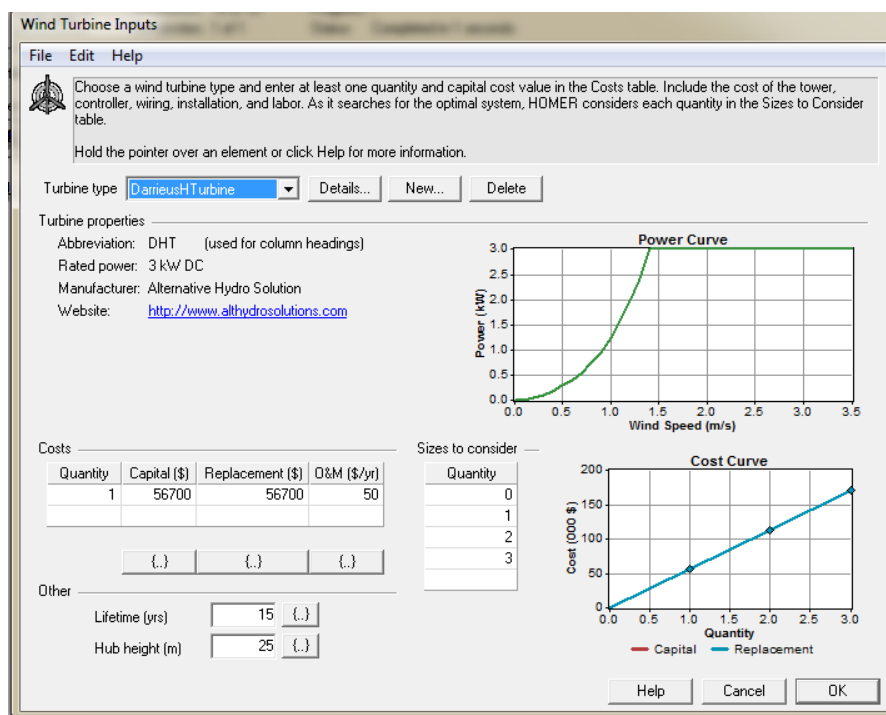 Wind Turbine Inputs
File Edit Help
Choose a wind turbine type and enter at least one quantity and capital cost value in the Costs table. Include the cost of the tower,
controller, wiring, installation, and labor. As it searches for the optimal system, HOMER considers each quantity in the Sizes to Consider
table.
Hold the pointer over an element or click Help for more information.
Turbine type DarrieusHTurbine Details... New... Delete
Turbine properties
Abbreviation: DHT (used for column headings)
Rated power: 3 kW DC
Manufacturer: Alternative Hydro Solution
Website: http://www.althydrosolutions.com
Power Curve
Power (kW)
3.0
2.5
2.0
1.5
1.0
0.5
0.0
0.0 0.5 1.0 1.5 2.0 2.5 3.0 3.5
Wind Speed (m/s)
Costs
Quantity Capital ($) Replacement ($) O&M ($/yr)
1 56700 56700 50
{..} {..} {..}
Sizes to consider
Quantity
0
1
2
3
Cost Curve
Cost (000 $)
200
150
100
50
0
0.0 0.5 1.0 1.5 2.0 2.5 3.0
Quantity
Capital Replacement
Other
Lifetime (yrs) 15 {..}
Hub height (m) 25 {..}
Help Cancel OK